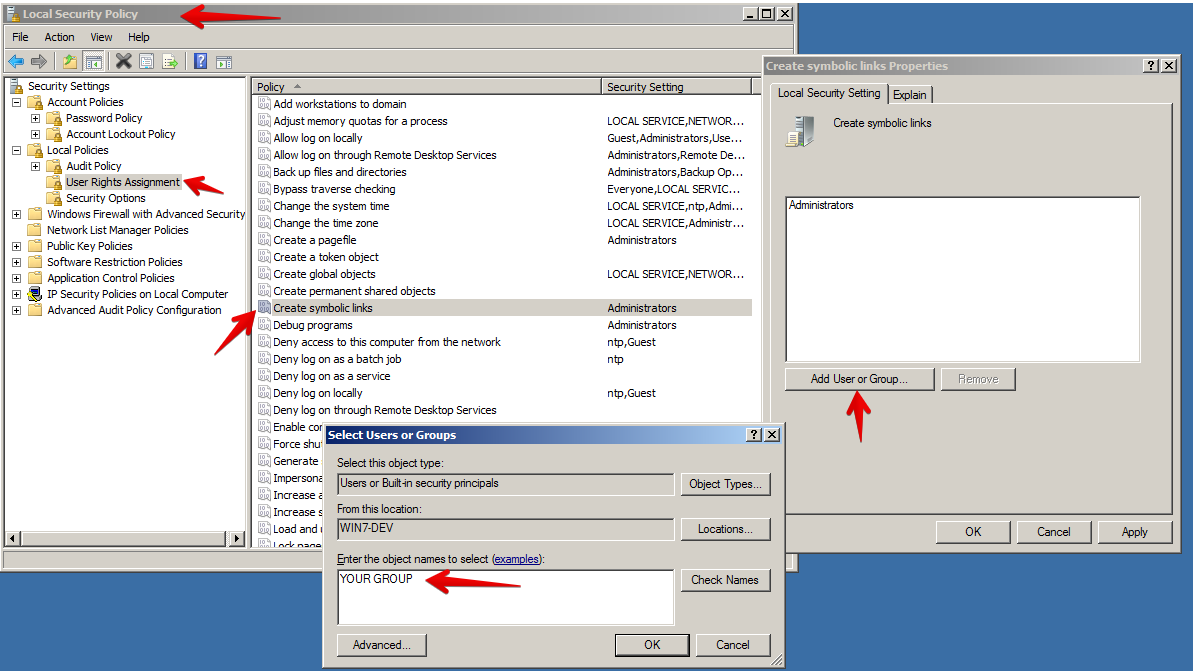 Local Security Policy
File Action View Help
Security Settings
Account Policies
Password Policy
Account Lockout Policy
Local Policies
Audit Policy
User Rights Assignment
Security Options
Windows Firewall with Advanced Security
Network List Manager Policies
Public Key Policies
Software Restriction Policies
Application Control Policies
IP Security Policies on Local Computer
Advanced Audit Policy Configuration
Policy Security Setting
Add workstations to domain
Adjust memory quotas for a process LOCAL SERVICE,NETWOR...
Allow log on locally Guest,Administrators,Use...
Allow log on through Remote Desktop Services Administrators,Remote De...
Back up files and directories Administrators,Backup Op...
Bypass traverse checking Everyone,LOCAL SERVIC...
Change the system time LOCAL SERVICE,ntp,Admi...
Change the time zone LOCAL SERVICE,Administr...
Create a pagefile Administrators
Create a token object
Create global objects LOCAL SERVICE,NETWOR...
Create permanent shared objects
Create symbolic links Administrators
Debug programs Administrators
Deny access to this computer from the network ntp,Guest
Deny log on as a batch job ntp
Deny log on as a service
Deny log on locally ntp,Guest
Deny log on through Remote Desktop Services
Enable co
Force shu
Generate
Impersona
Increase a
Increase s
Load and
Lock page
Create symbolic links Properties
Local Security Setting Explain
Create symbolic links
Administrators
Add User or Group... Remove
OK Cancel Apply
Select Users or Groups
Select this object type:
Users or Built-in security principals Object Types...
From this location:
WIN7-DEV Locations...
Enter the object names to select (examples):
YOUR GROUP Check Names
Advanced... OK Cancel